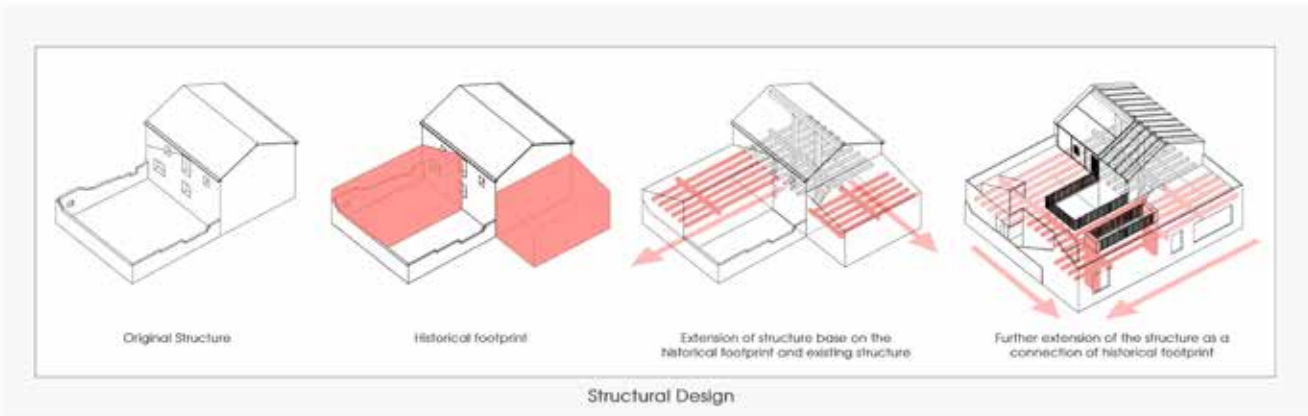 Original Structure
Historical footprint
Extension of structure base on the
historical footprint and existing structure
Further extension of the structure as a
connection of historical footprint
Structural Design